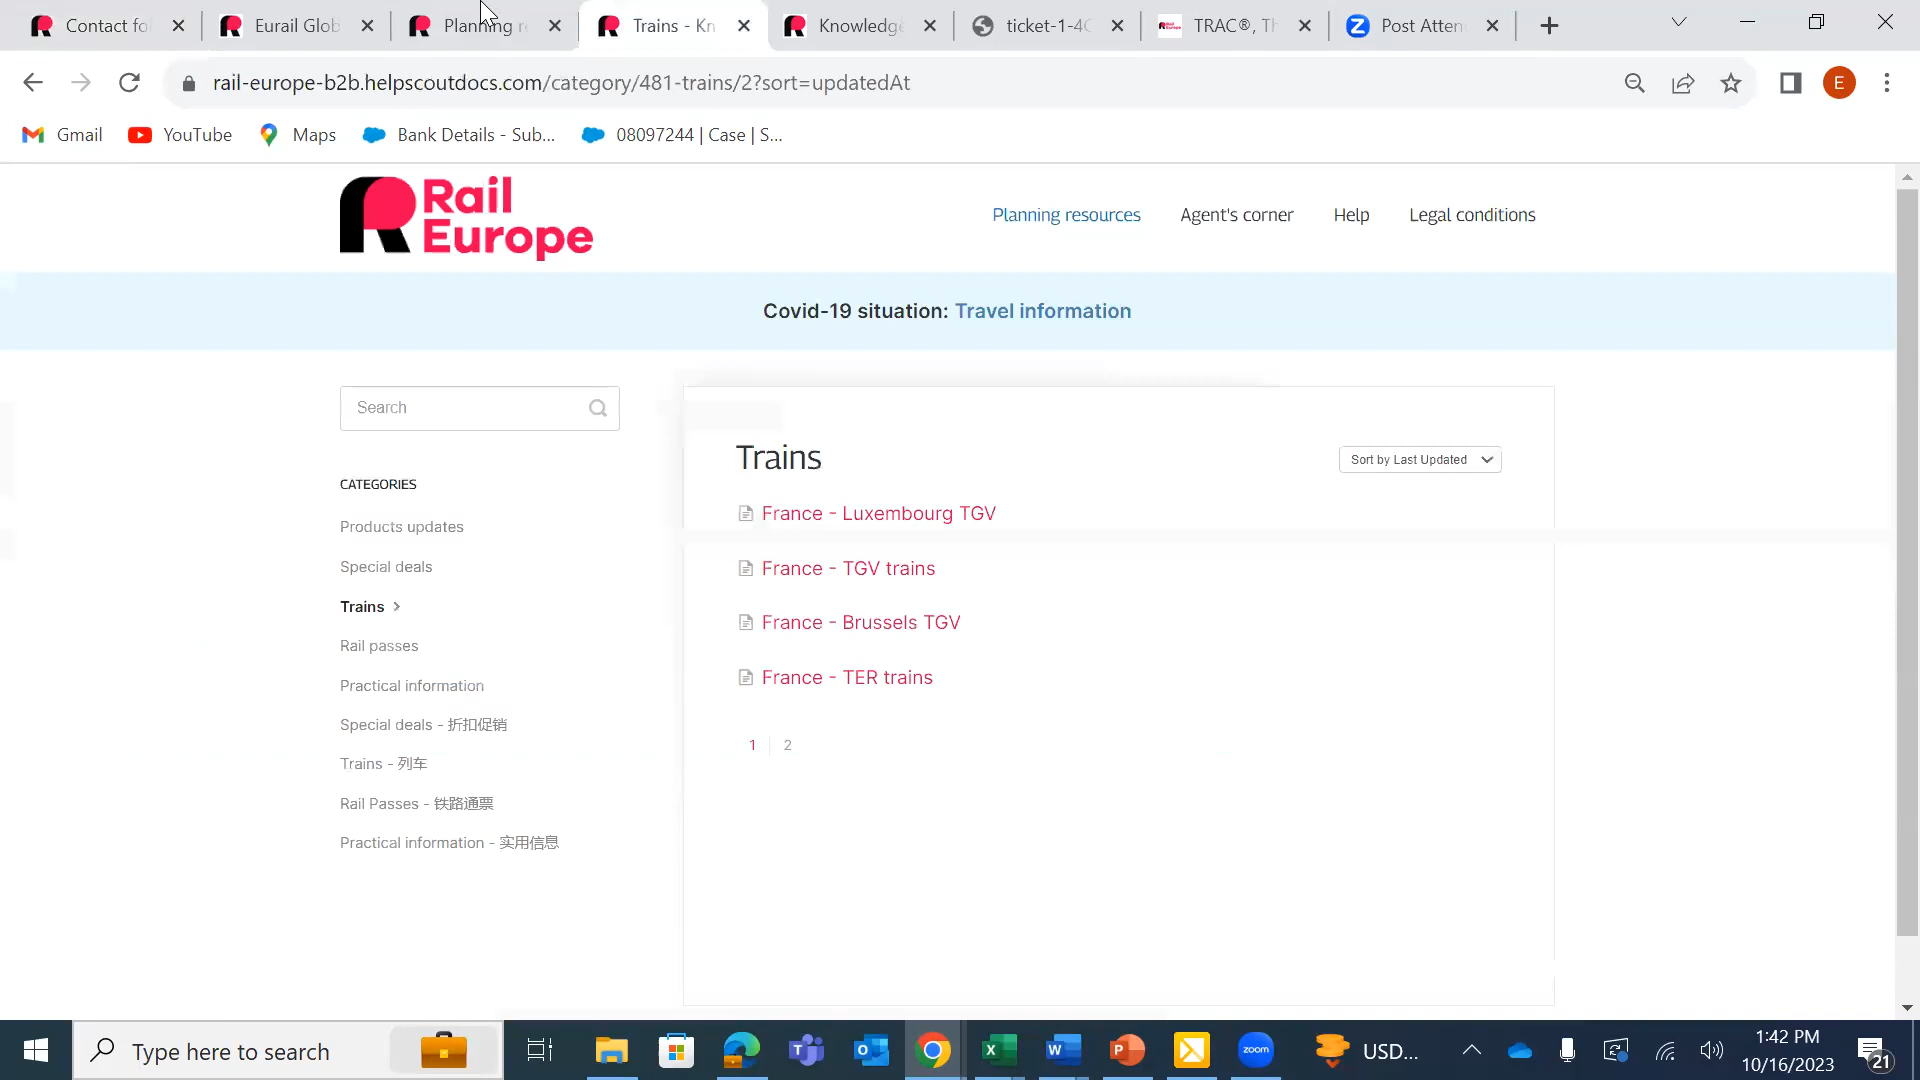 Contact fo
Eurail Glob
Planning re
Trains - Kn
Knowledge
ticket-1-4C
TRAC®, Th
Post Atten
rail-europe-b2b.helpscoutdocs.com/category/481-trains/2?sort=updatedAt
E
Gmail
YouTube
Maps
Bank Details - Sub...
08097244 | Case | S...
Rail
Europe
Planning resources
Agent's corner
Help
Legal conditions
Covid-19 situation: Travel information
Search
CATEGORIES
Products updates
Special deals
Trains
Rail passes
Practical information
Special deals - 折扣促销
Trains - 列车
Rail Passes - 铁路通票
Practical information - 实用信息
Trains
Sort by Last Updated
France - Luxembourg TGV
France - TGV trains
France - Brussels TGV
France - TER trains
1
2
Type here to search
zoom
USD...
1:42 PM
10/16/2023
21